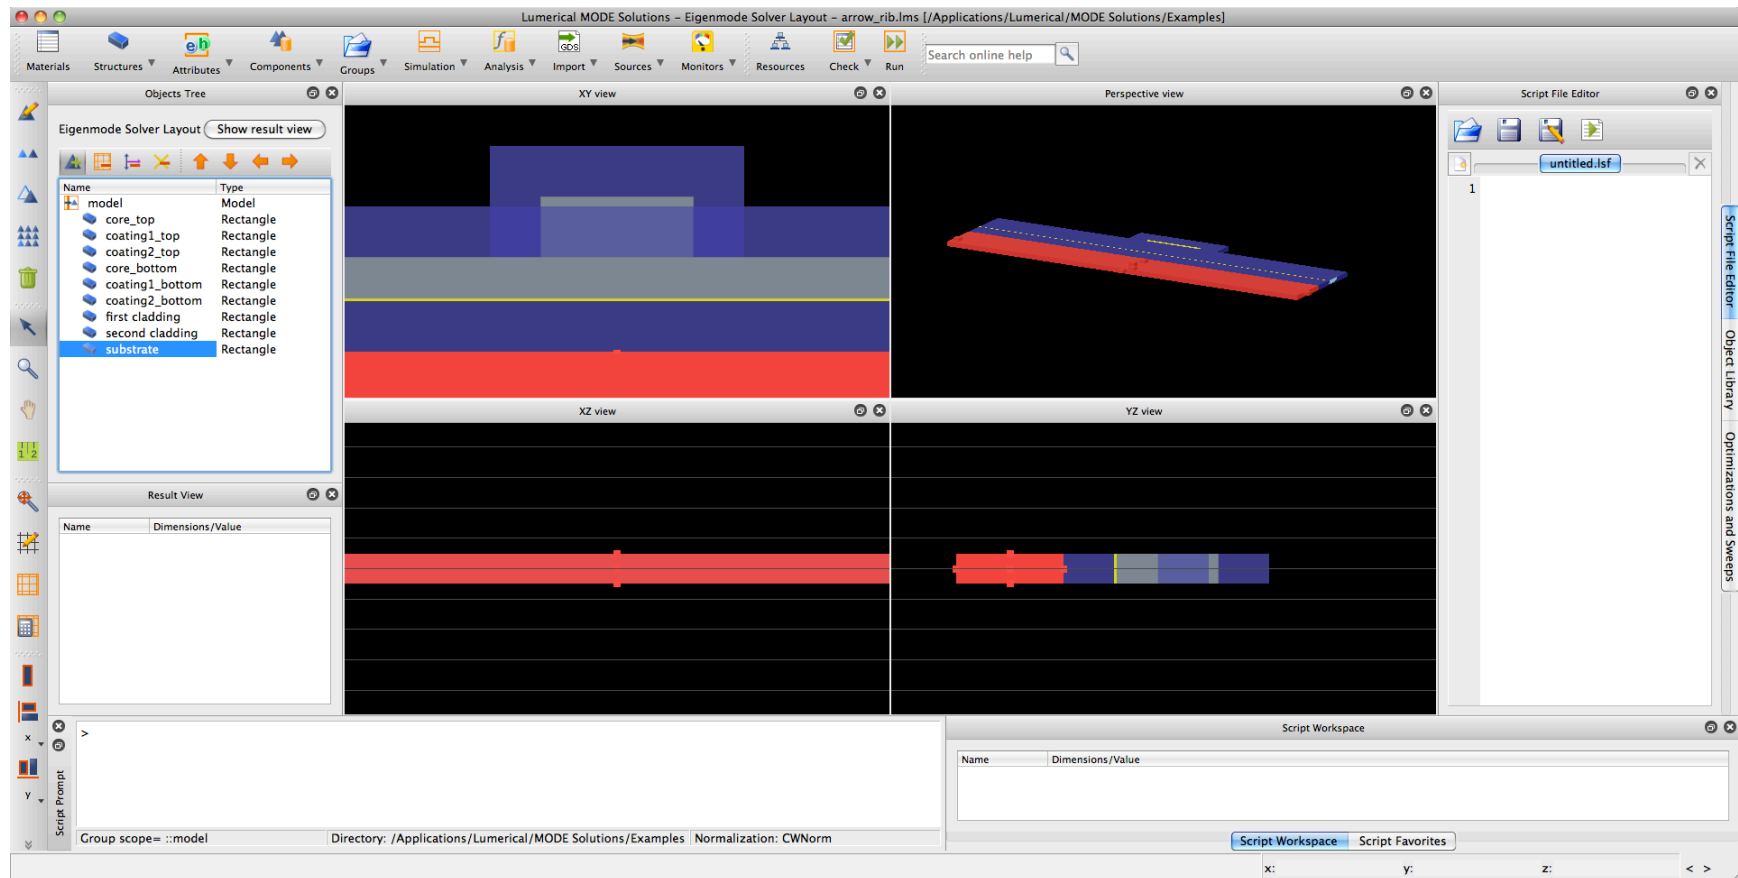 Lumerical MODE Solutions – Eigenmode Solver Layout – arrow_rib.lms [/Applications/Lumerical/MODE Solutions/Examples]
Materials Structures Attributes Components Groups Simulation Analysis Import Sources Monitors Resources Check Run Search online help
GDS
Objects Tree
Eigenmode Solver Layout Show result view
Name Type
model Model
core_top Rectangle
coating1_top Rectangle
coating2_top Rectangle
core_bottom Rectangle
coating1_bottom Rectangle
coating2_bottom Rectangle
first cladding Rectangle
second cladding Rectangle
substrate Rectangle
Result View
Name Dimensions/Value
XY view
Perspective view
XZ view
YZ view
Script File Editor
untitled.lsf
1
Script File Editor
Object Library
Optimizations and Sweeps
1 2
x
y
Script Prompt
>
Group scope= ::model Directory: /Applications/Lumerical/MODE Solutions/Examples Normalization: CWNorm
Script Workspace
Name Dimensions/Value
Script Workspace Script Favorites
x: y: z: < >